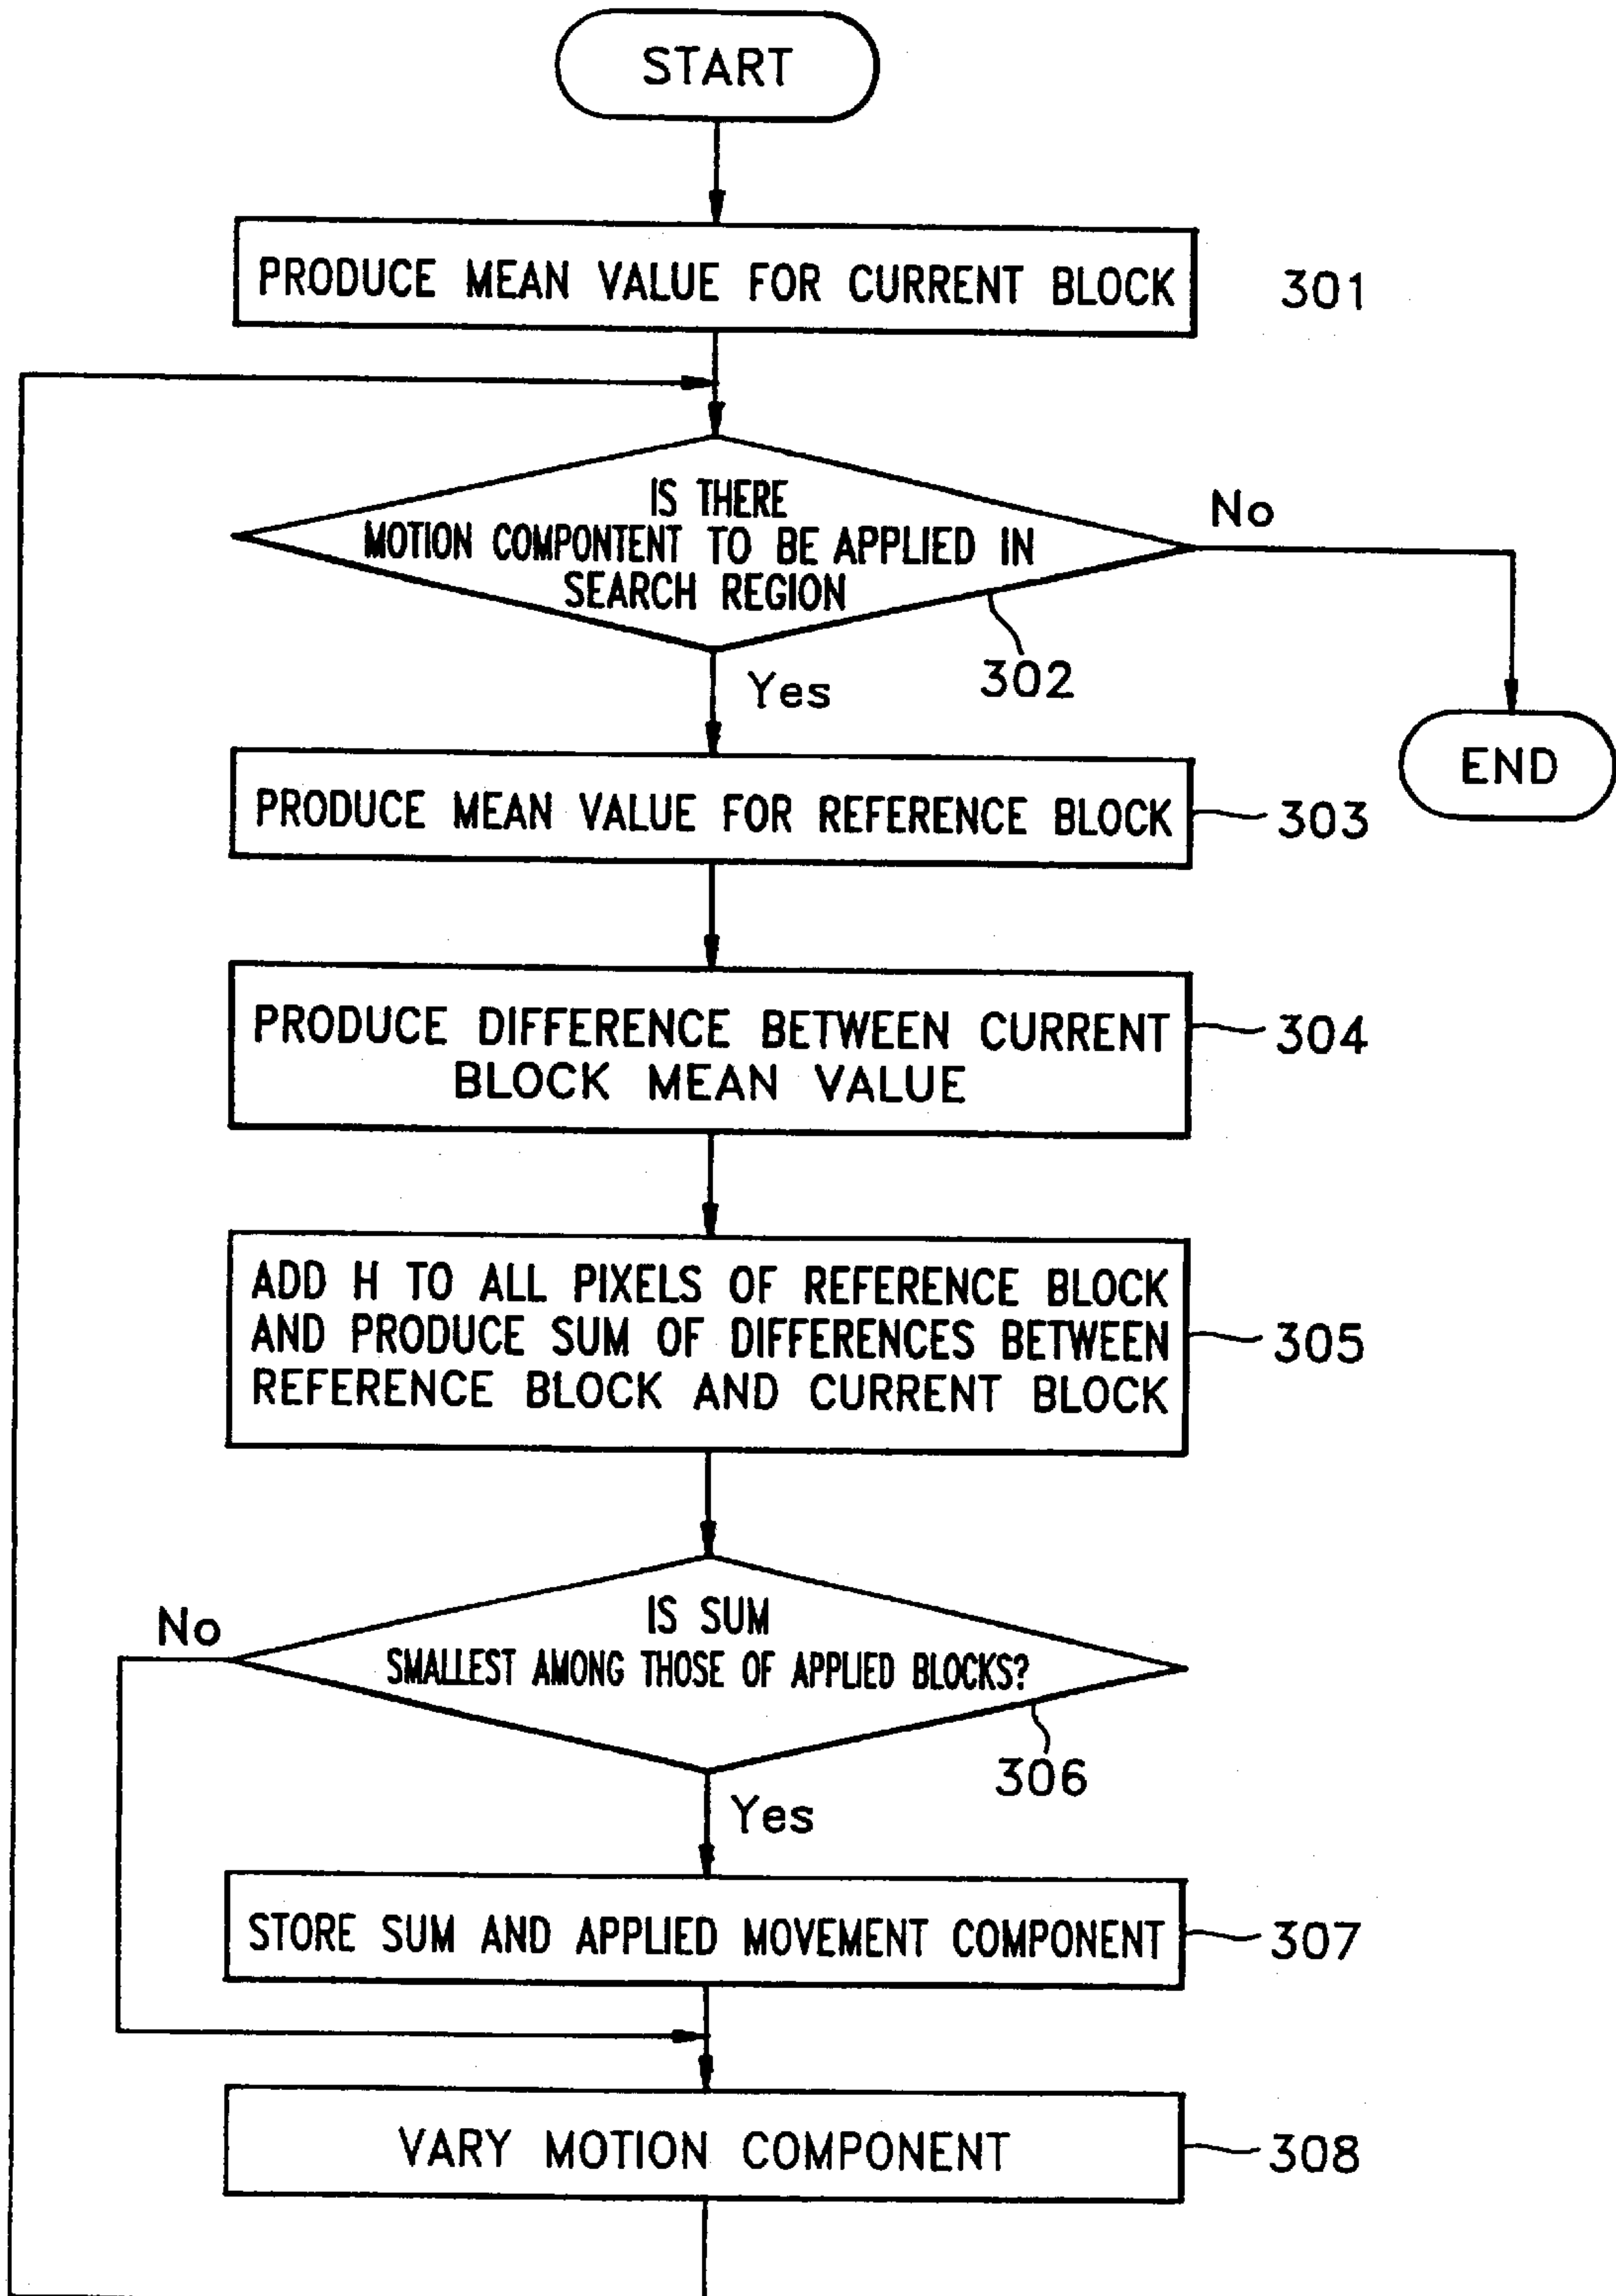 START
PRODUCE MEAN VALUE FOR CURRENT BLOCK
301
IS THERE
MOTION COMPONTENT TO BE APPLIED IN
SEARCH REGION
No
302
Yes
END
PRODUCE MEAN VALUE FOR REFERENCE BLOCK
303
PRODUCE DIFFERENCE BETWEEN CURRENT
BLOCK MEAN VALUE
304
ADD H TO ALL PIXELS OF REFERENCE BLOCK
AND PRODUCE SUM OF DIFFERENCES BETWEEN
REFERENCE BLOCK AND CURRENT BLOCK
305
IS SUM
SMALLEST AMONG THOSE OF APPLIED BLOCKS?
No
306
Yes
STORE SUM AND APPLIED MOVEMENT COMPONENT
307
VARY MOTION COMPONENT
308